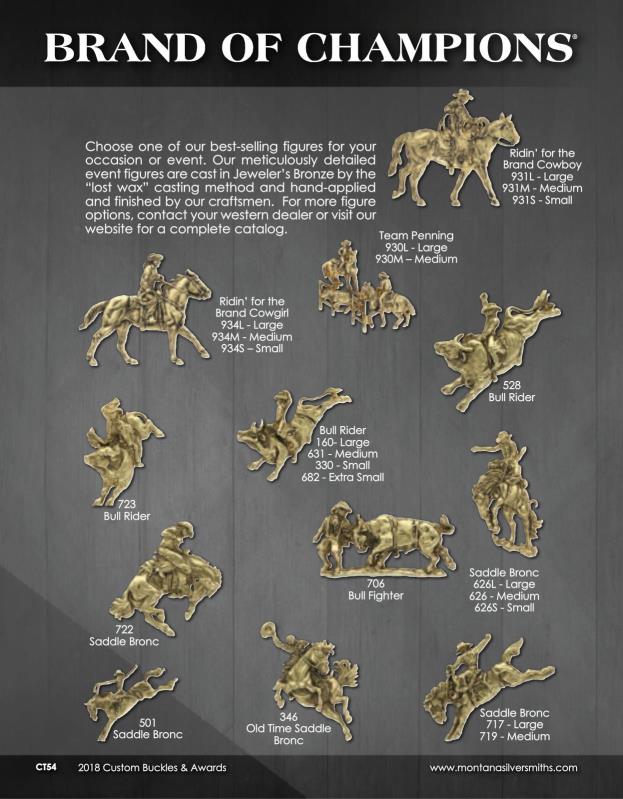 BRAND OF CHAMPIONS®
Choose one of our best-selling figures for your
occasion or event. Our meticulously detailed
event figures are cast in Jeweler's Bronze by the
"lost wax" casting method and hand-applied
and finished by our craftsmen. For more figure
options, contact your western dealer or visit our
website for a complete catalog.
Ridin' for the
Brand Cowboy
931L - Large
931M - Medium
931S - Small
Team Penning
930L - Large
930M – Medium
Ridin' for the
Brand Cowgirl
934L - Large
934M - Medium
934S – Small
528
Bull Rider
Bull Rider
160- Large
631 - Medium
330 - Small
682 - Extra Small
723
Bull Rider
706
Bull Fighter
Saddle Bronc
626L - Large
626 - Medium
626S - Small
722
Saddle Bronc
501
Saddle Bronc
346
Old Time Saddle
Bronc
Saddle Bronc
717 - Large
719 - Medium
CT54 2018 Custom Buckles & Awards www.montanasilversmiths.com